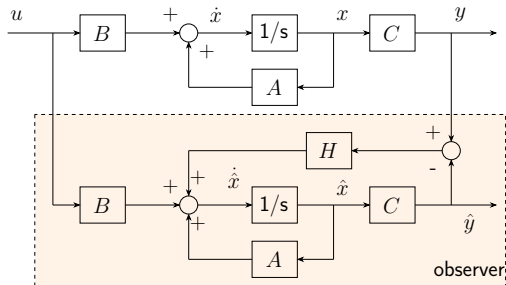 u B + ẋ 1/s x C y
+
A
+
H
-
B + + x̂̇ 1/s x̂ C ŷ
+
A
observer